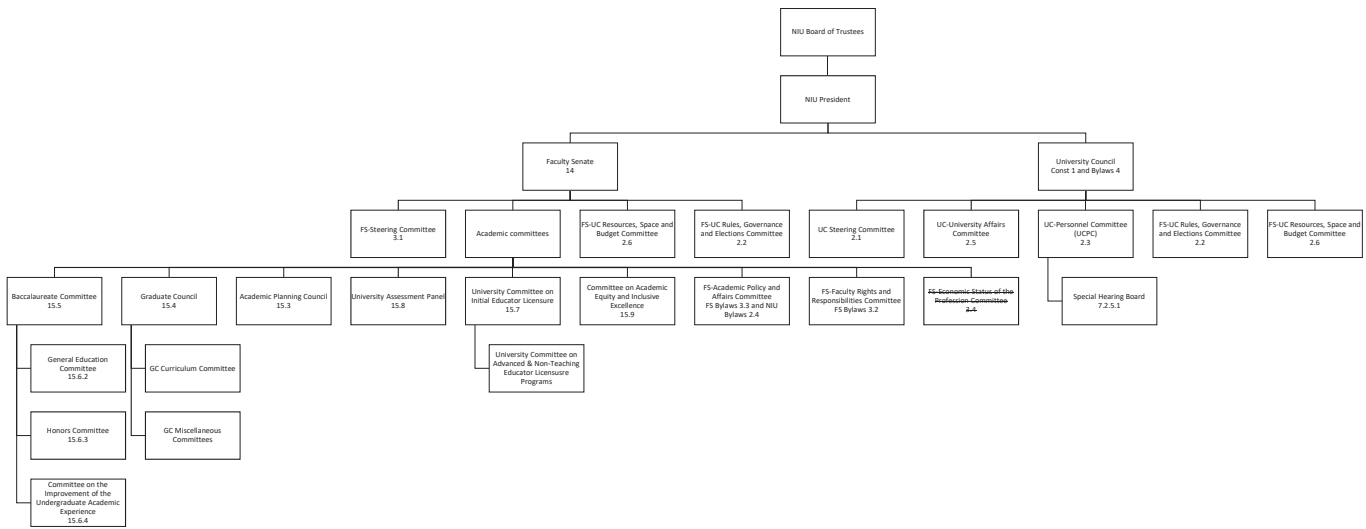 NIU Board of Trustees
NIU President
Faculty Senate
14
University Council
Const 1 and Bylaws 4
FS-Steering Committee
3.1
Academic committees
FS-UC Resources, Space and
Budget Committee
2.6
FS-UC Rules, Governance
and Elections Committee
2.2
UC Steering Committee
2.1
UC-University Affairs
Committee
2.5
UC-Personnel Committee
(UCPC)
2.3
FS-UC Rules, Governance
and Elections Committee
2.2
FS-UC Resources, Space and
Budget Committee
2.6
Baccalaureate Committee
15.5
Graduate Council
15.4
Academic Planning Council
15.3
University Assessment Panel
15.8
University Committee on
Initial Educator Licensure
15.7
Committee on Academic
Equity and Inclusive
Excellence
15.9
FS-Academic Policy and
Affairs Committee
FS Bylaws 3.3 and NIU
Bylaws 2.4
FS-Faculty Rights and
Responsibilities Committee
FS Bylaws 3.2
FS-Economic Status of the
Profession Committee
3.4
Special Hearing Board
7.2.5.1
General Education
Committee
15.6.2
GC Curriculum Committee
University Committee on
Advanced & Non-Teaching
Educator Licensusre
Programs
Honors Committee
15.6.3
GC Miscellaneous
Committees
Committee on the
Improvement of the
Undergraduate Academic
Experience
15.6.4